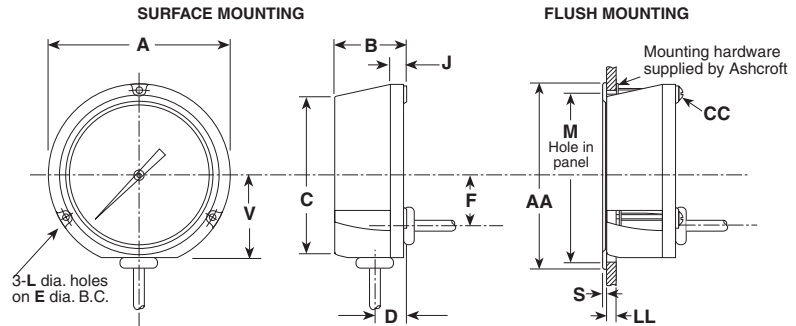 SURFACE MOUNTING
FLUSH MOUNTING
A
B
J
Mounting hardware
supplied by Ashcroft
CC
M
Hole in
panel
C
F
AA
V
3-L dia. holes
on E dia. B.C.
D
S
LL